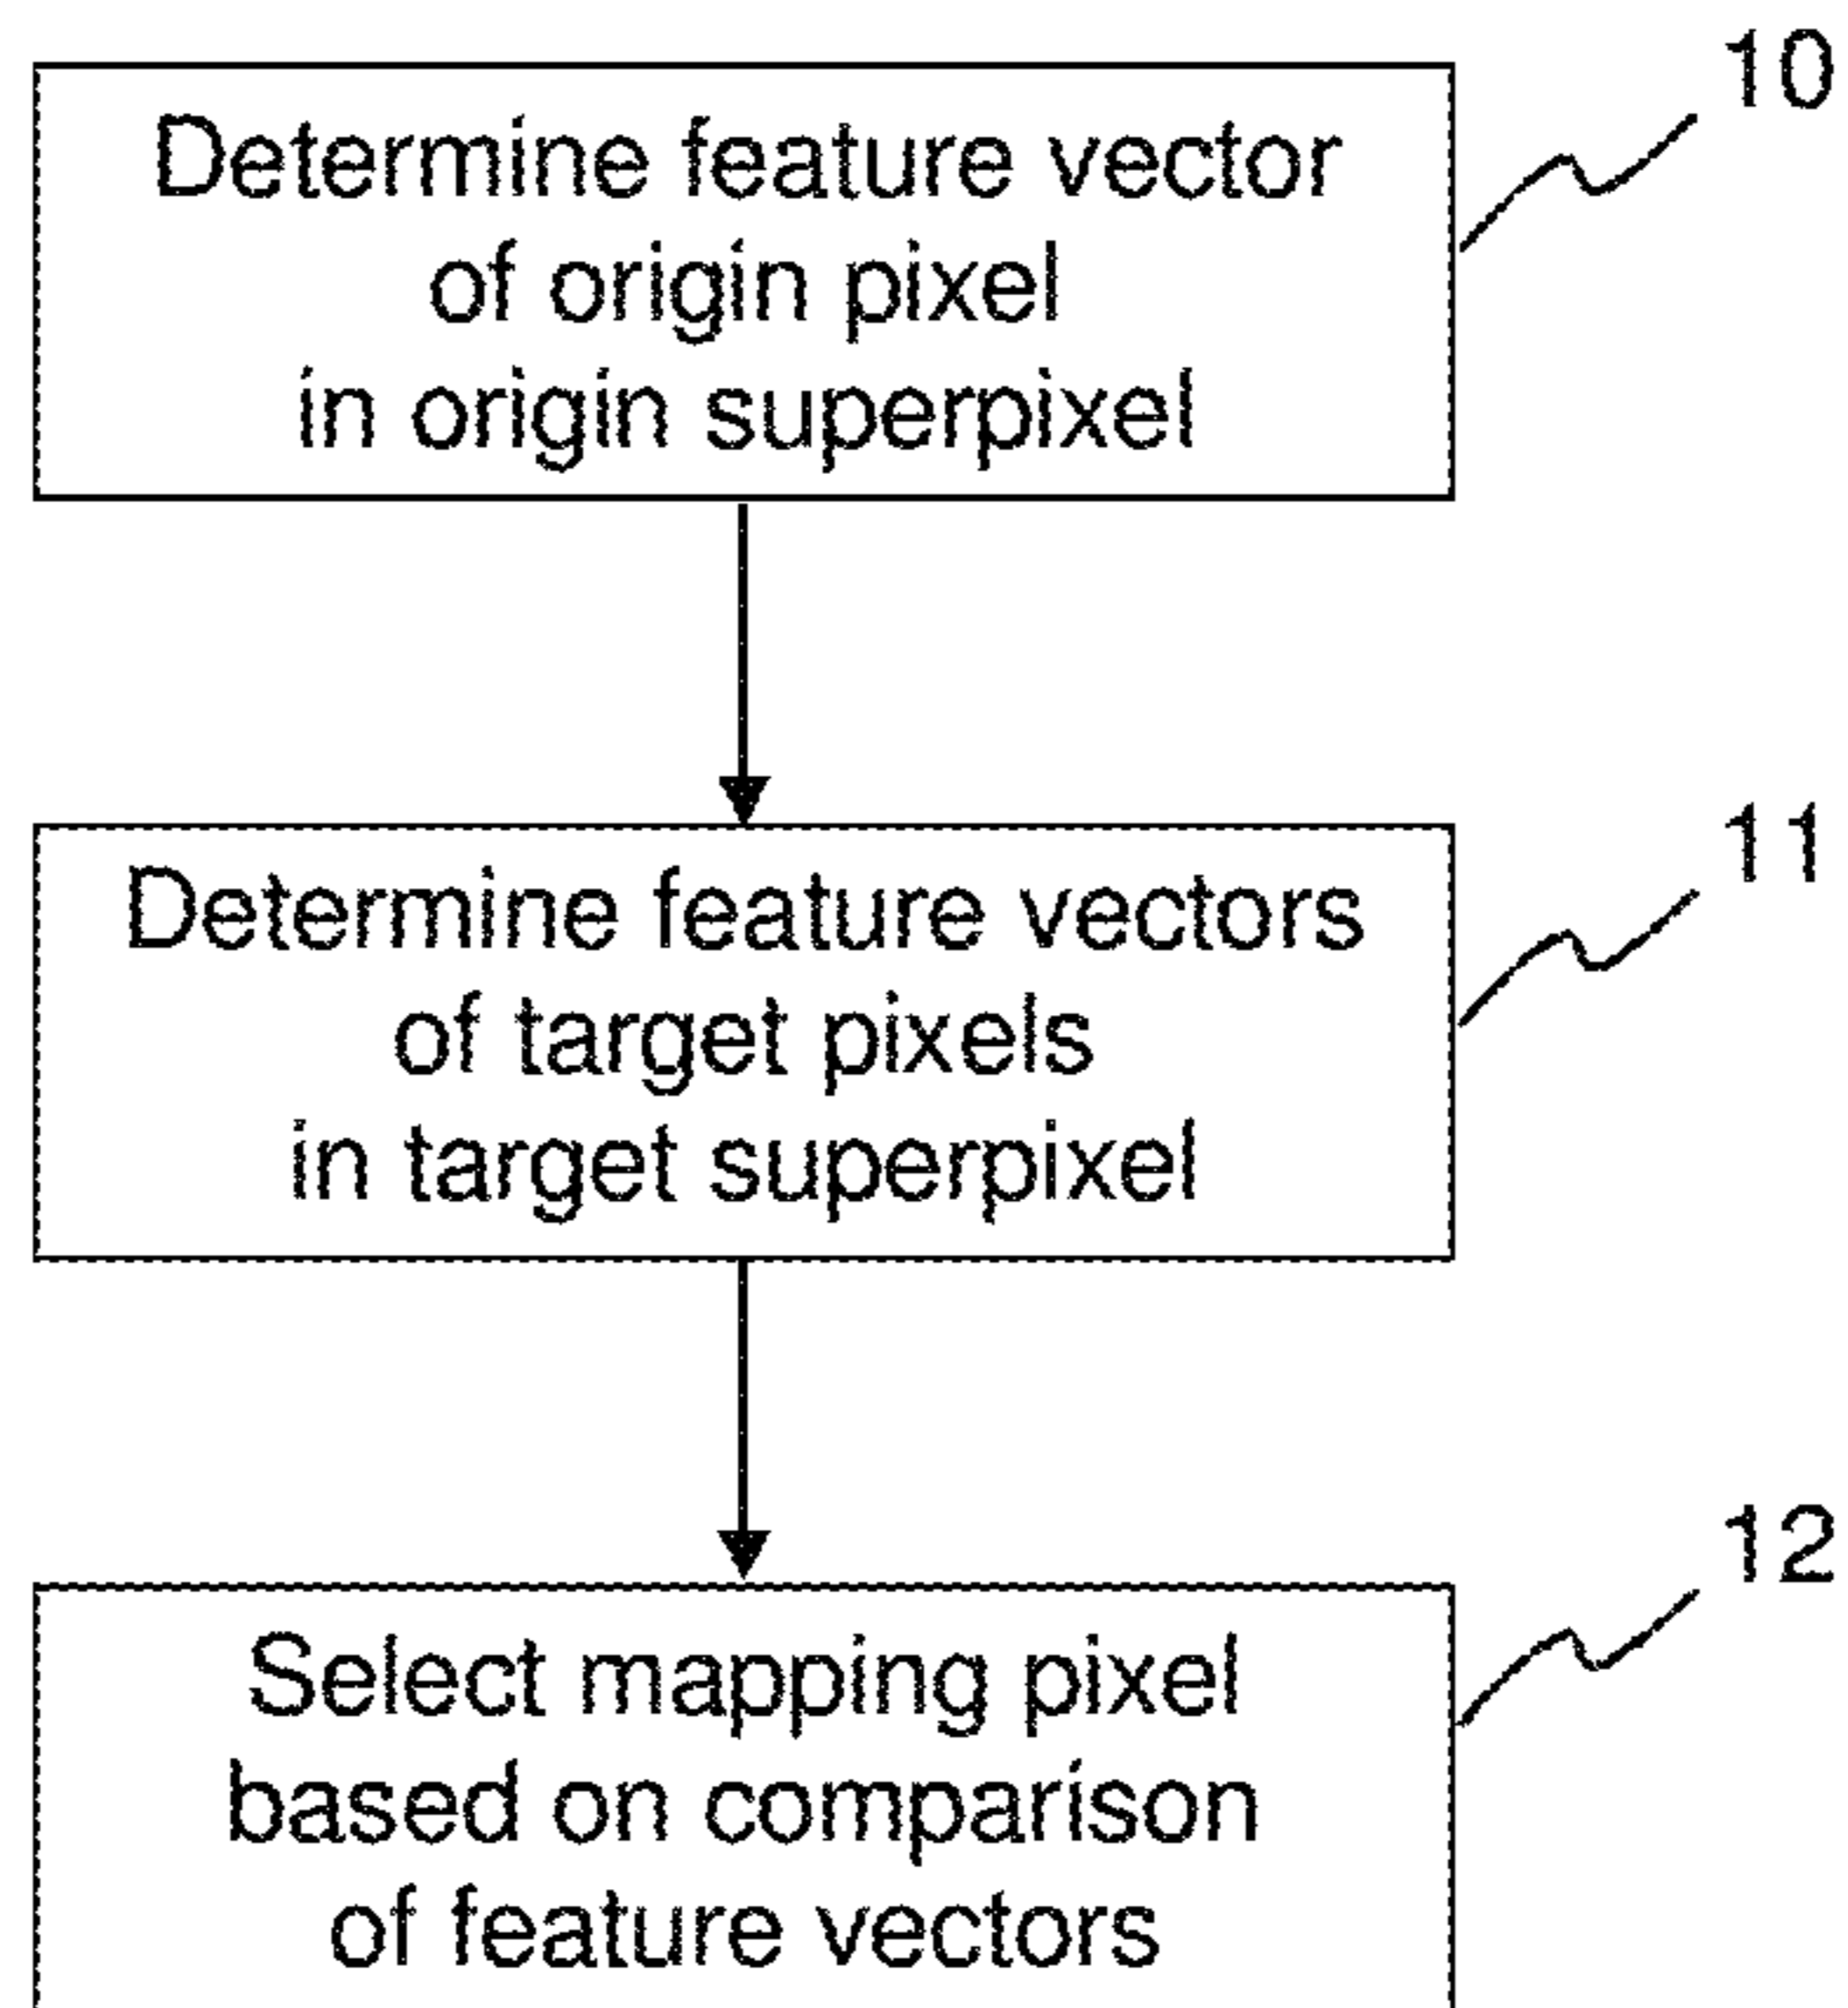 10
Determine feature vector
of origin pixel
in origin superpixel
11
Determine feature vectors
of target pixels
in target superpixel
12
Select mapping pixel
based on comparison
of feature vectors